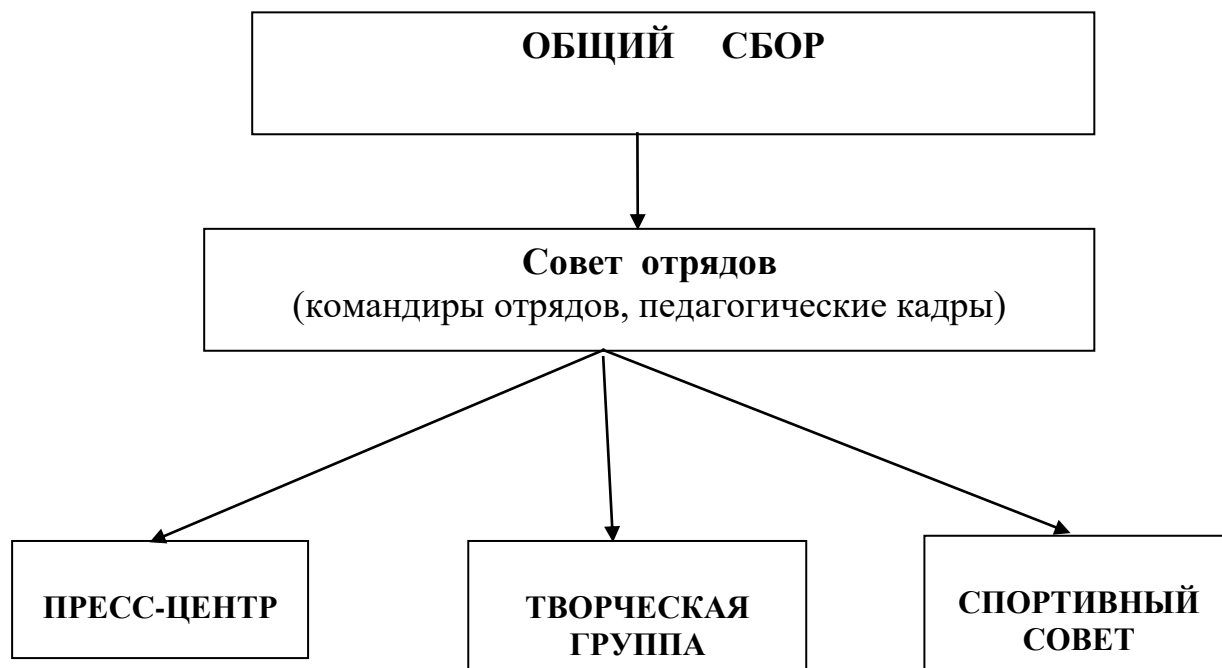 ОБЩИЙ СБОР
Совет отрядов
(командиры отрядов, педагогические кадры)
ПРЕСС-ЦЕНТР
ТВОРЧЕСКАЯ
ГРУППА
СПОРТИВНЫЙ
СОВЕТ